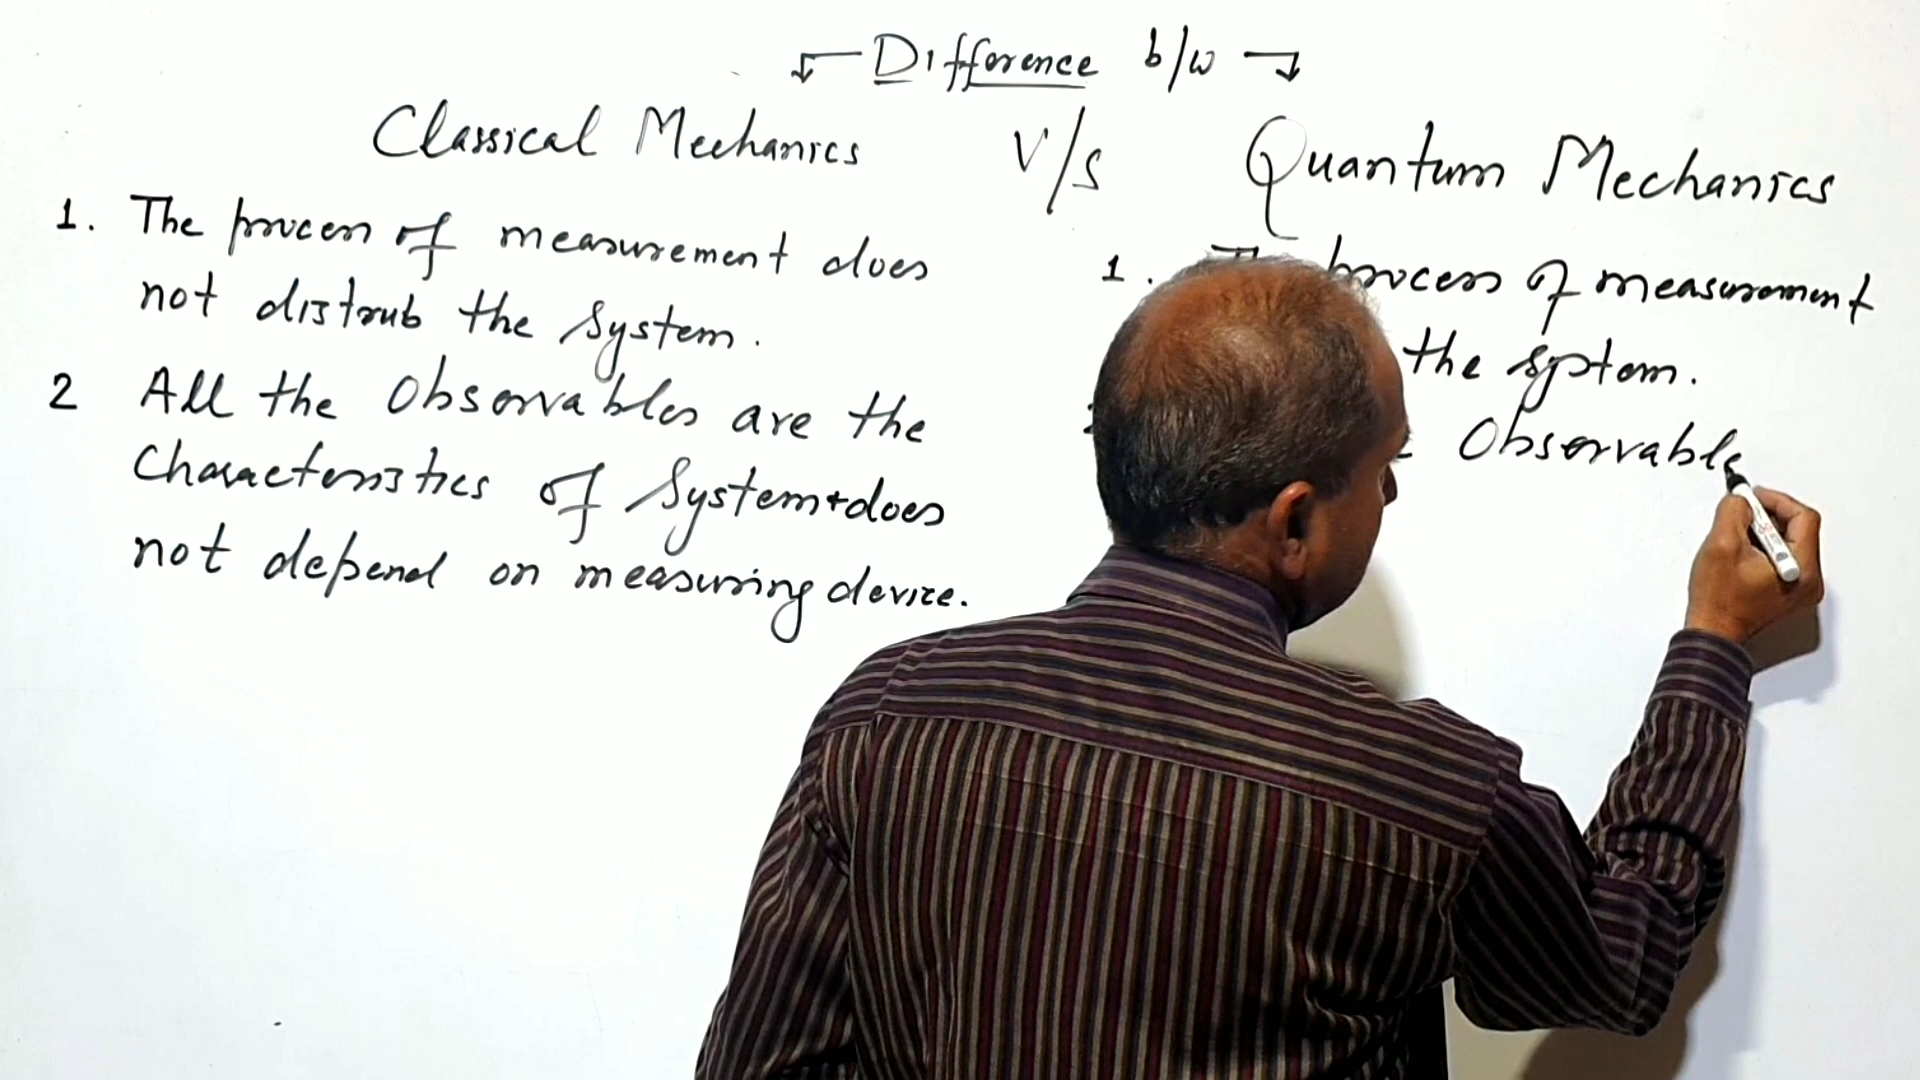 Difference b/w
Classical Mechanics V/s Quantum Mechanics
1. The process of measurement does
not distrub the System.
2 All the Observables are the
Characteristics of System + does
not depend on measuring device.
1. The process of measurement
the system.
Observable